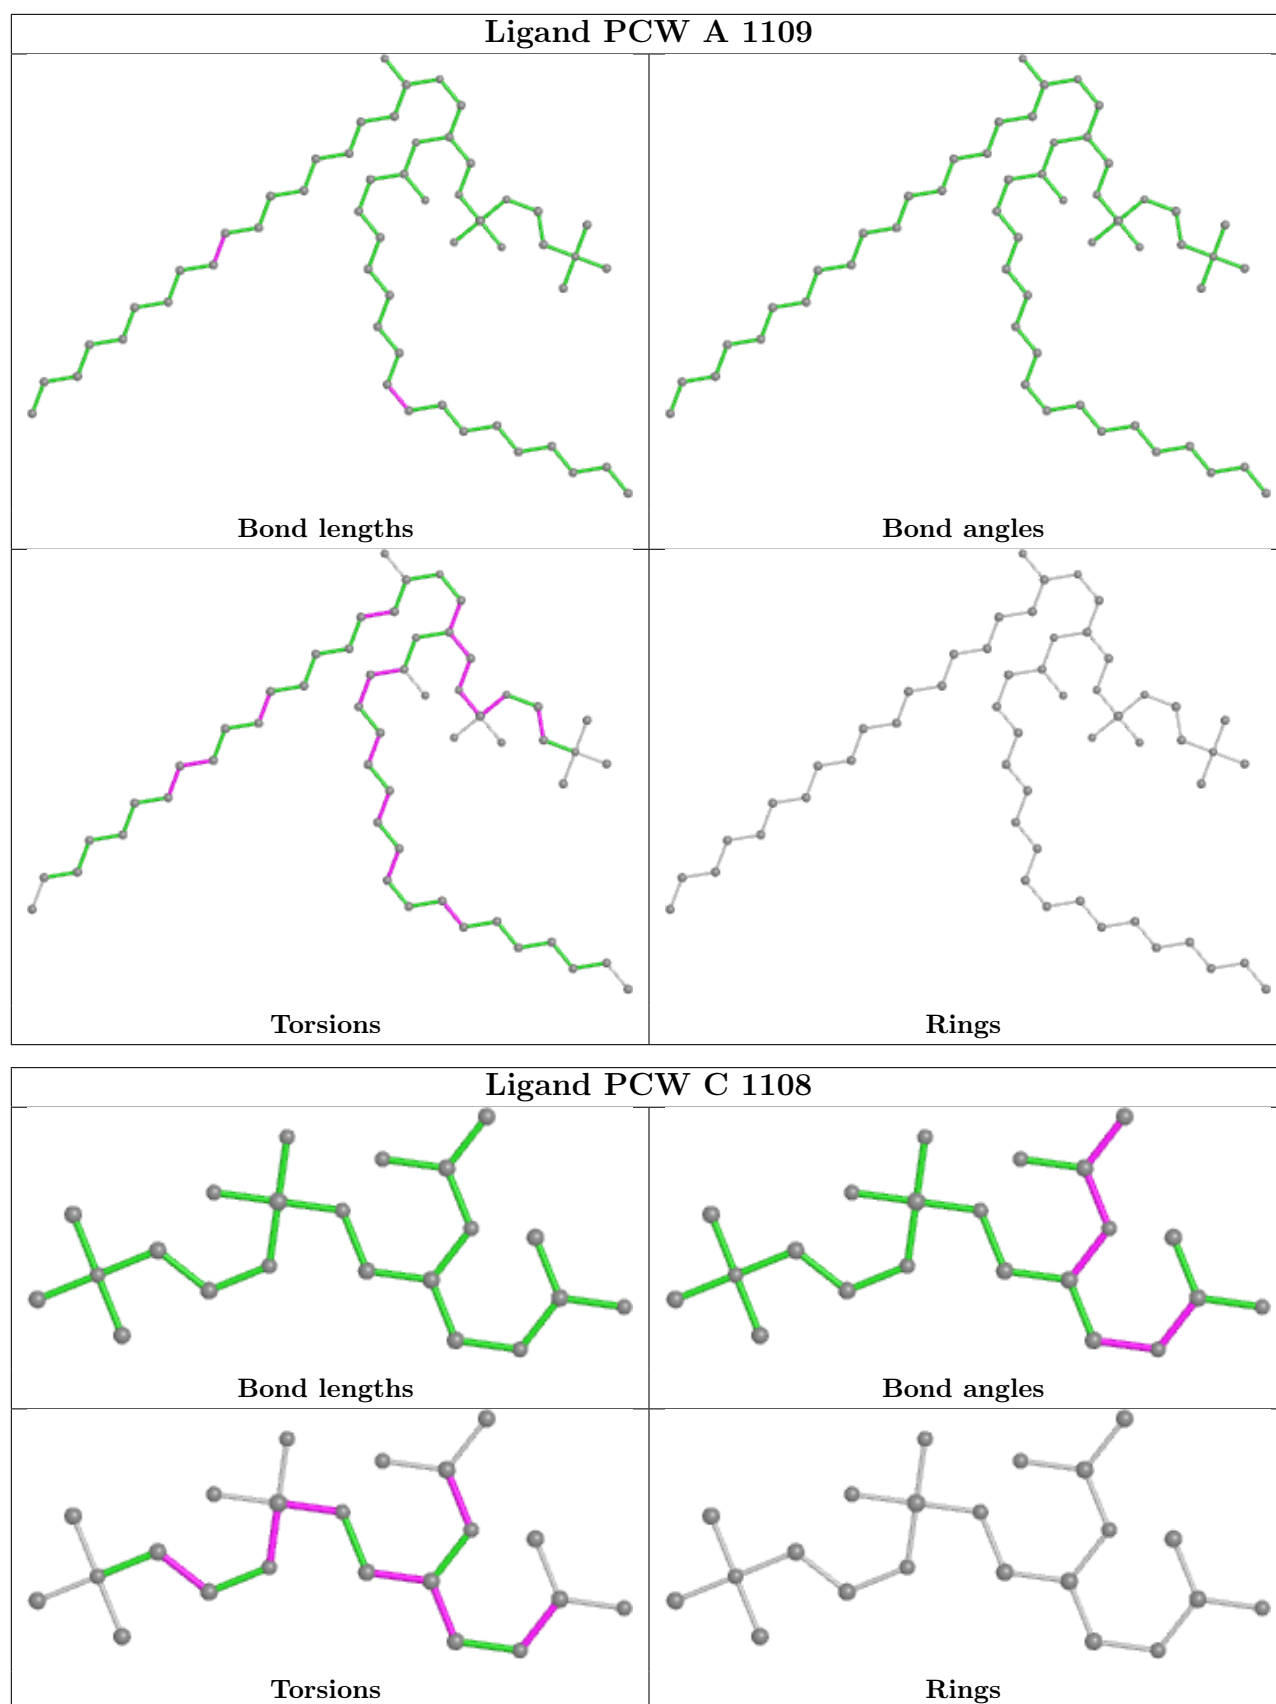 Ligand PCW A 1109
Bond lengths
Bond angles
Torsions
Rings
Ligand PCW C 1108
Bond lengths
Bond angles
Torsions
Rings